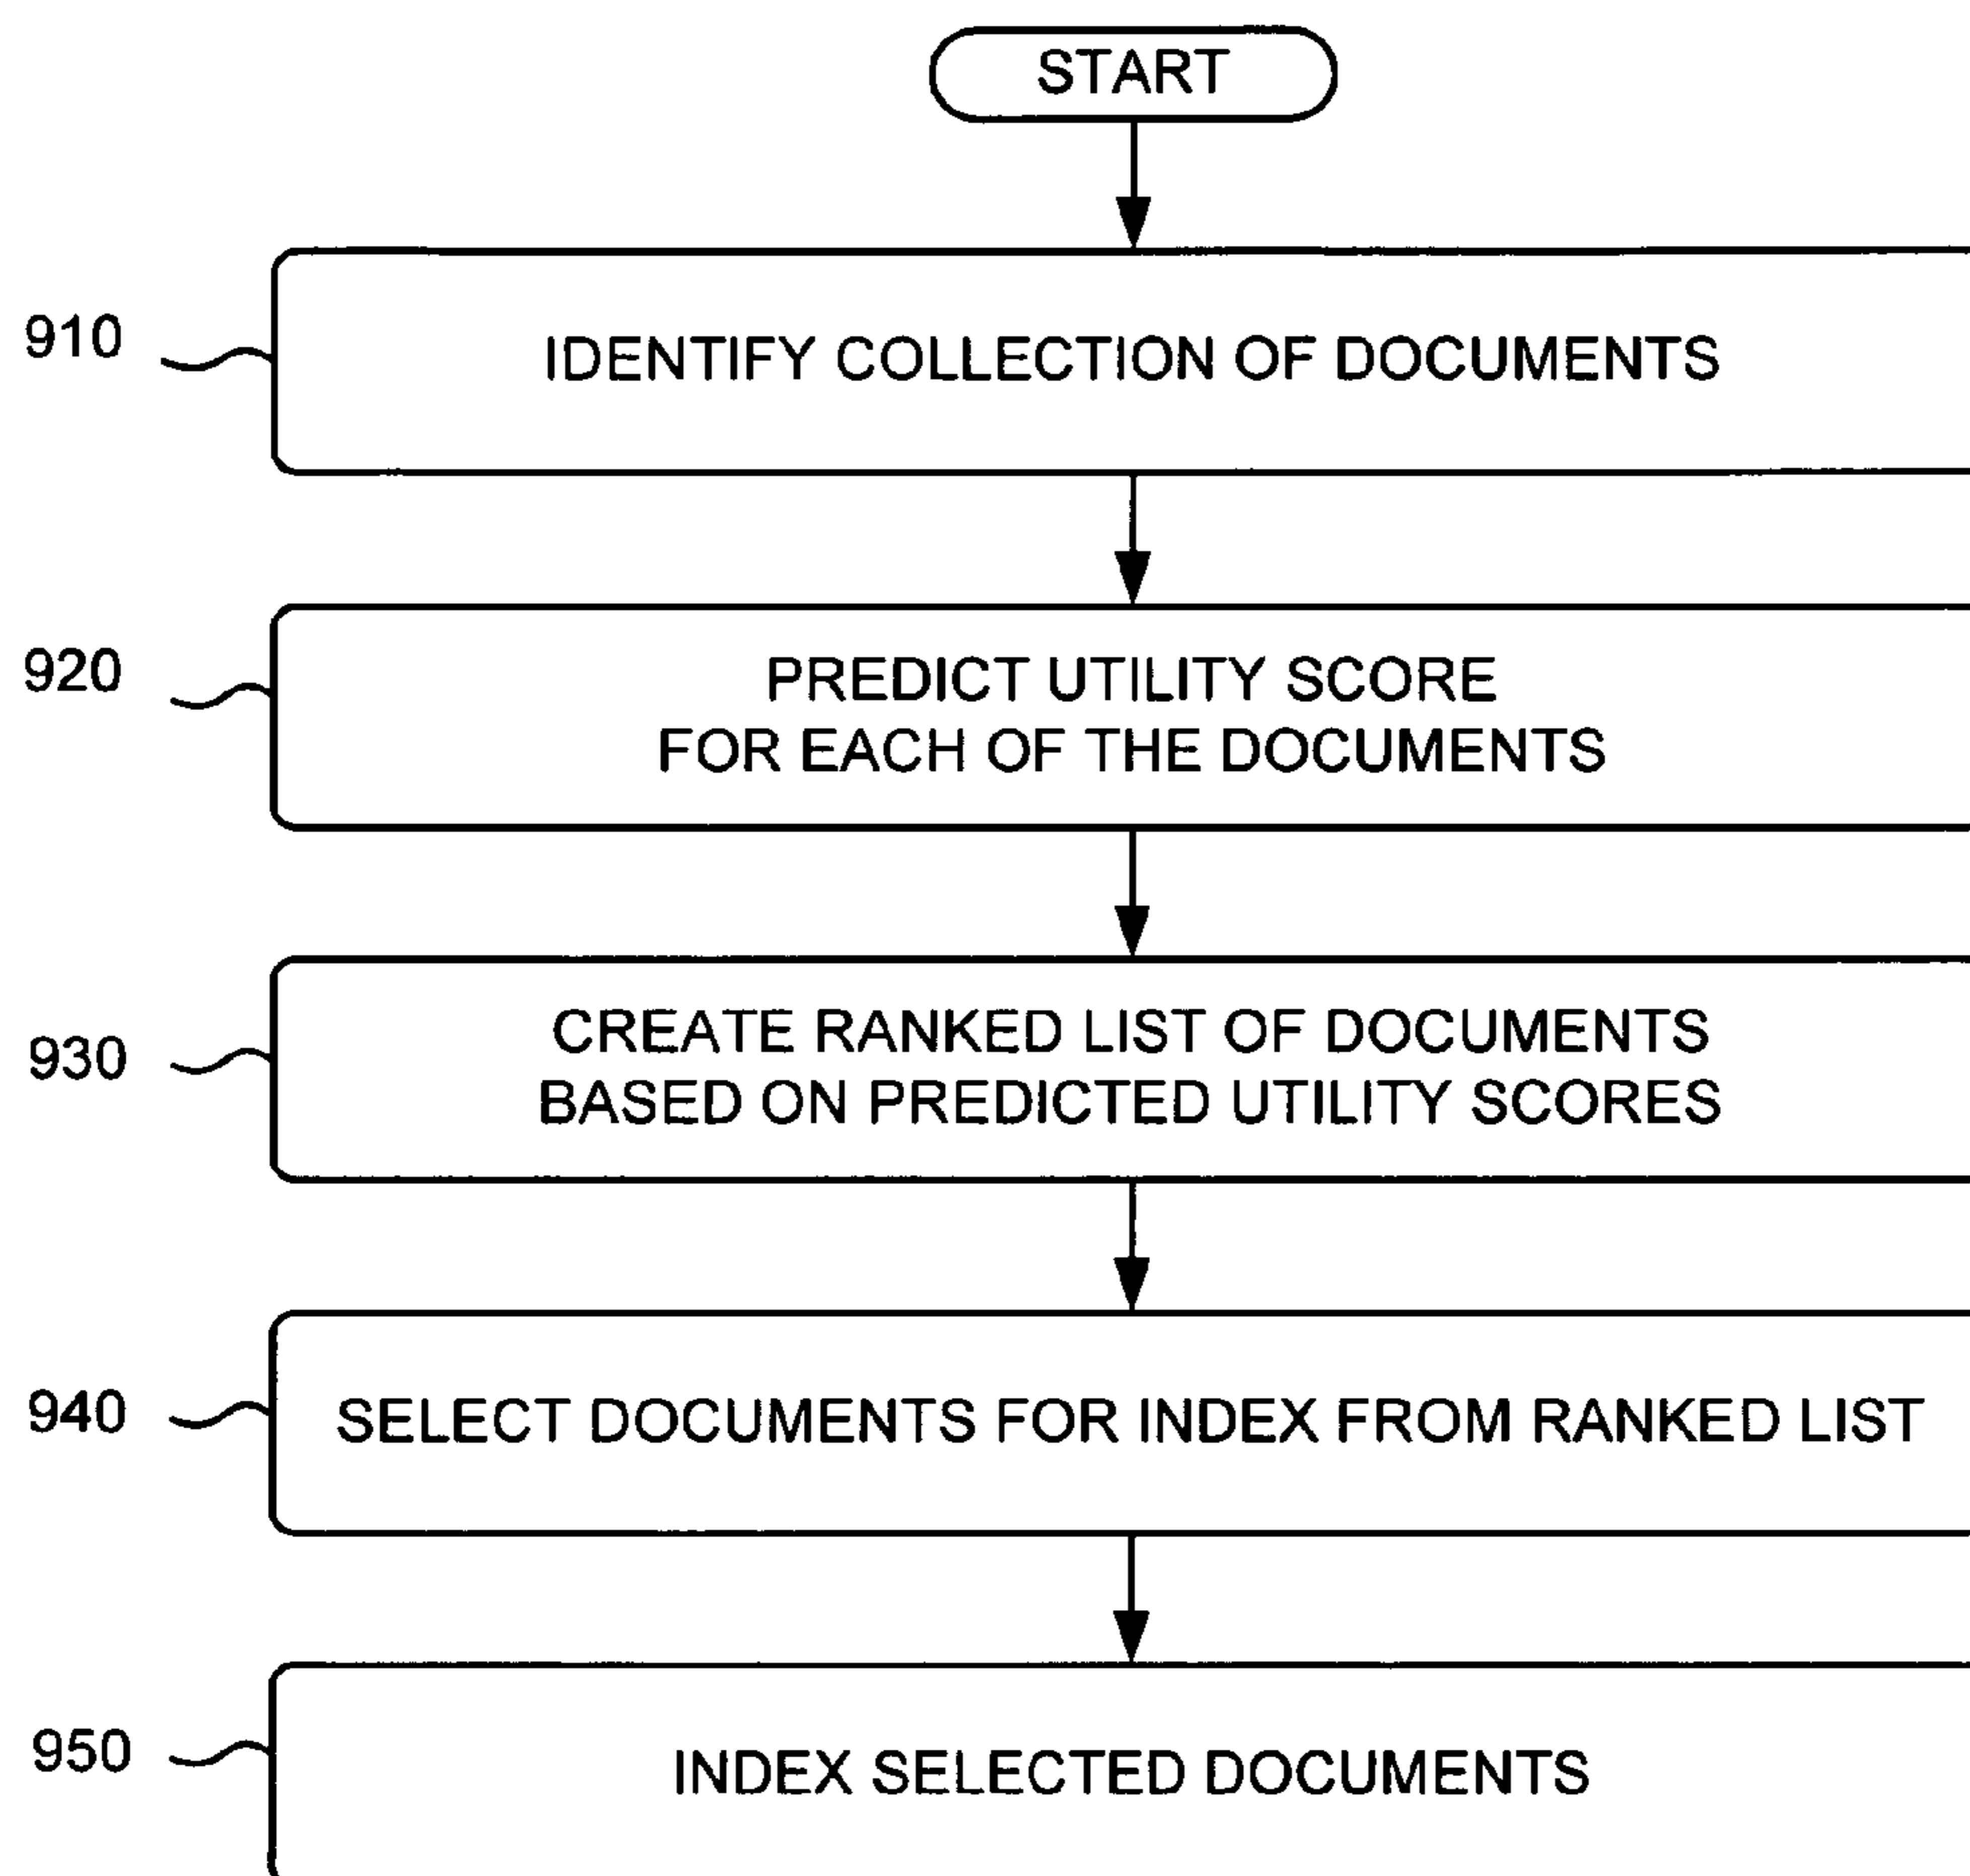 START
910
IDENTIFY COLLECTION OF DOCUMENTS
920
PREDICT UTILITY SCORE
FOR EACH OF THE DOCUMENTS
930
CREATE RANKED LIST OF DOCUMENTS
BASED ON PREDICTED UTILITY SCORES
940
SELECT DOCUMENTS FOR INDEX FROM RANKED LIST
950
INDEX SELECTED DOCUMENTS